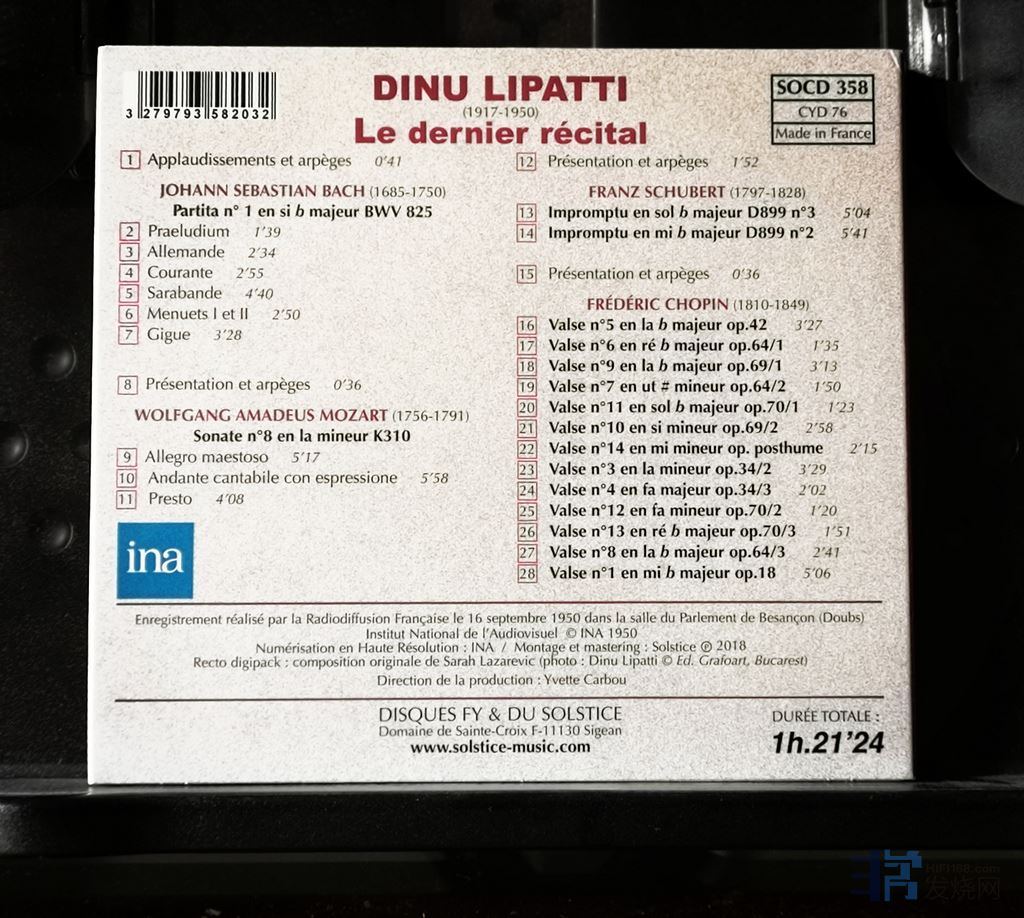 3 279793 582032
DINU LIPATTI
(1917-1950)
Le dernier récital
SOCD 358
CYD 76
Made in France
1 Applaudissements et arpèges 0'41
JOHANN SEBASTIAN BACH (1685-1750)
Partita n° 1 en si b majeur BWV 825
2 Praeludium 1'39
3 Allemande 2'34
4 Courante 2'55
5 Sarabande 4'40
6 Menuets I et II 2'50
7 Gigue 3'28
8 Présentation et arpèges 0'36
WOLFGANG AMADEUS MOZART (1756-1791)
Sonate n°8 en la mineur K310
9 Allegro maestoso 5'17
10 Andante cantabile con espressione 5'58
11 Presto 4'08
ina
12 Présentation et arpèges 1'52
FRANZ SCHUBERT (1797-1828)
13 Impromptu en sol b majeur D899 n°3 5'04
14 Impromptu en mi b majeur D899 n°2 5'41
15 Présentation et arpèges 0'36
FRÉDÉRIC CHOPIN (1810-1849)
16 Valse n°5 en la b majeur op.42 3'27
17 Valse n°6 en ré b majeur op.64/1 1'35
18 Valse n°9 en la b majeur op.69/1 3'13
19 Valse n°7 en ut # mineur op.64/2 1'50
20 Valse n°11 en sol b majeur op.70/1 1'23
21 Valse n°10 en si mineur op.69/2 2'58
22 Valse n°14 en mi mineur op. posthume 2'15
23 Valse n°3 en la mineur op.34/2 3'29
24 Valse n°4 en fa majeur op.34/3 2'02
25 Valse n°12 en fa mineur op.70/2 1'20
26 Valse n°13 en ré b majeur op.70/3 1'51
27 Valse n°8 en la b majeur op.64/3 2'41
28 Valse n°1 en mi b majeur op.18 5'06
Enregistrement réalisé par la Radiodiffusion Française le 16 septembre 1950 dans la salle du Parlement de Besançon (Doubs)
Institut National de l'Audiovisuel © INA 1950
Numérisation en Haute Résolution : INA / Montage et mastering : Solstice ℗ 2018
Recto digipack : composition originale de Sarah Lazarevic (photo : Dinu Lipatti © Ed. Grafoart, Bucarest)
Direction de la production : Yvette Carbou
DISQUES FY & DU SOLSTICE
Domaine de Sainte-Croix F-11130 Sigean
www.solstice-music.com
DURÉE TOTALE :
1h.21'24
HIFI168.com
发烧网